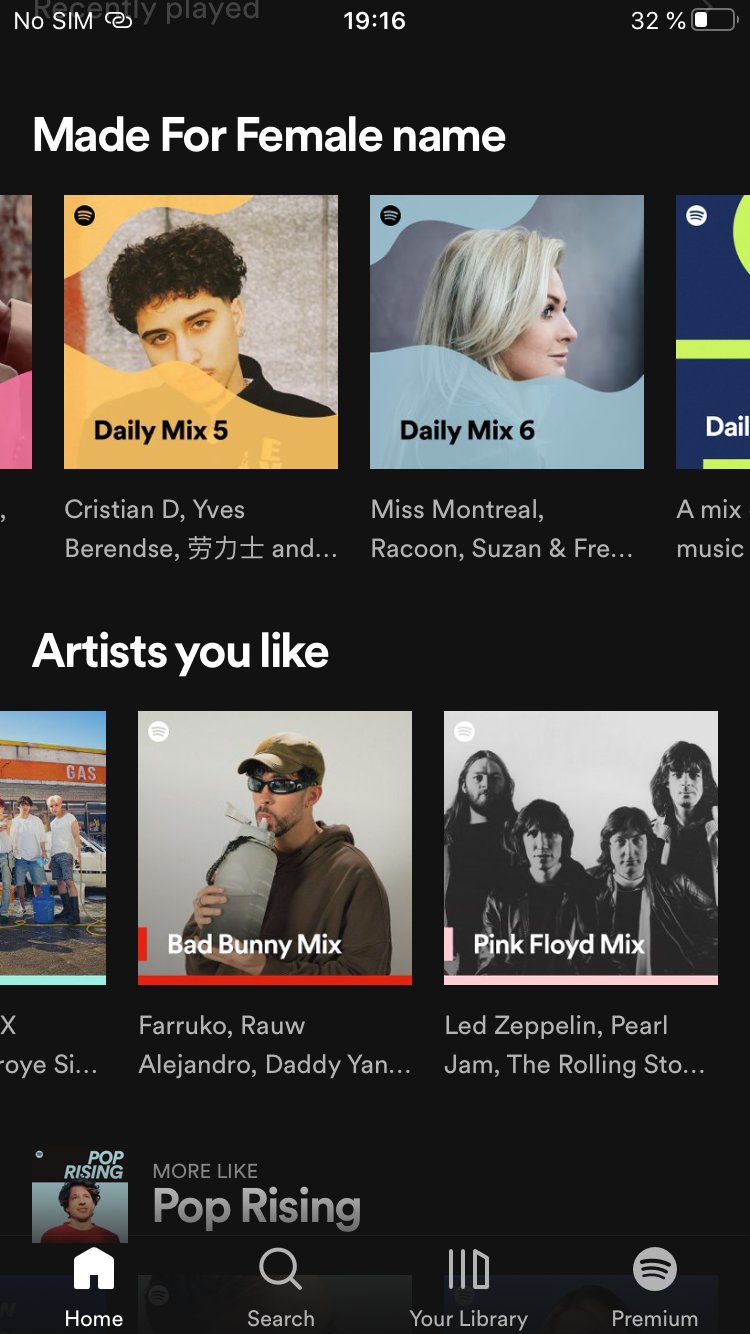 Recently played
No SIM 19:16 32 %
Made For Female name
Daily Mix 5
Daily Mix 6
Dail
,
Cristian D, Yves
Berendse, 劳力士 and...
Miss Montreal,
Racoon, Suzan & Fre...
A mix
music
Artists you like
GAS
Bad Bunny Mix
Pink Floyd Mix
X
roye Si...
Farruko, Rauw
Alejandro, Daddy Yan...
Led Zeppelin, Pearl
Jam, The Rolling Sto...
POP
RISING
MORE LIKE
Pop Rising
Home
Search
Your Library
Premium